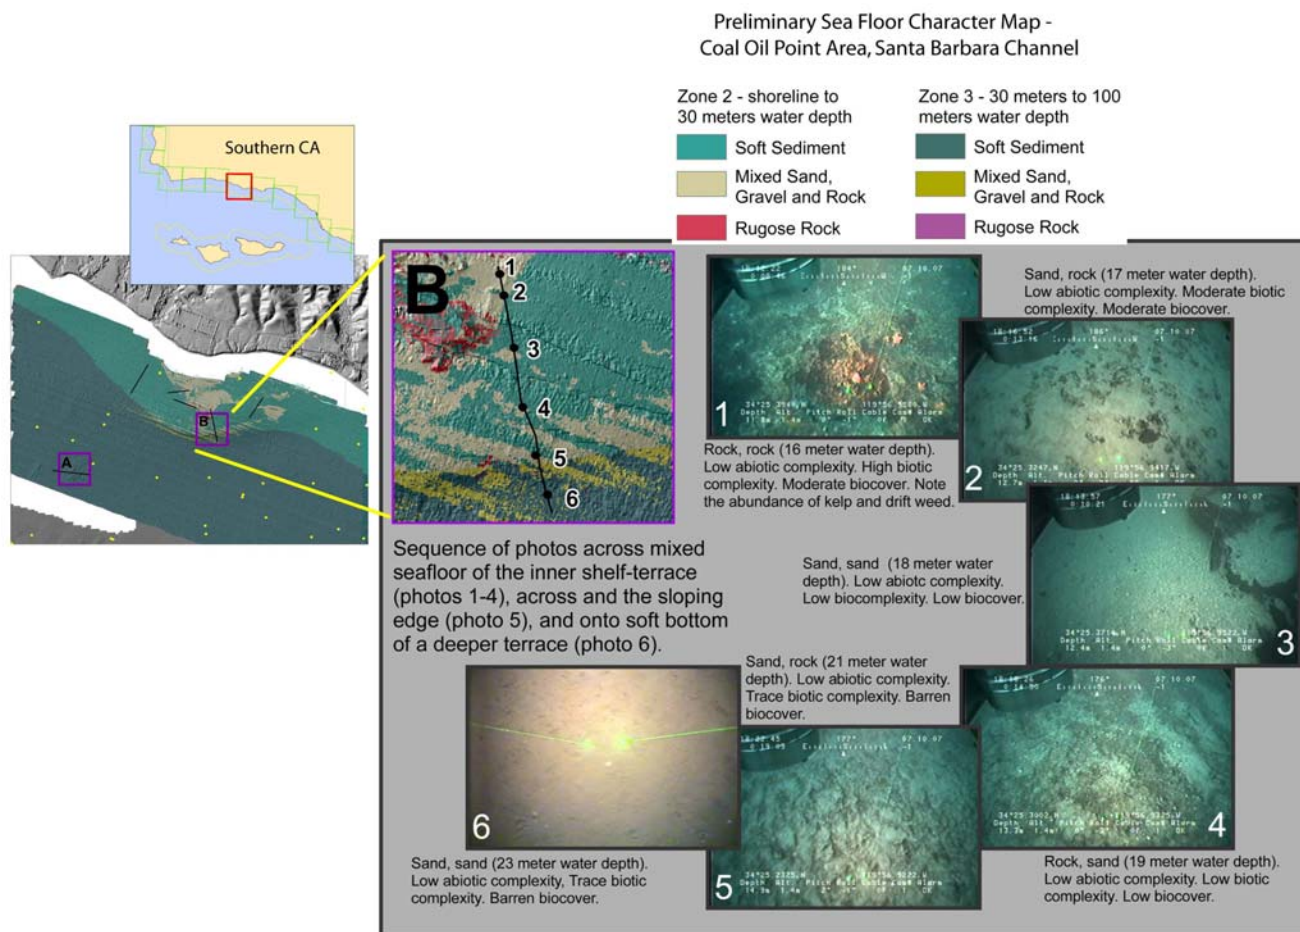 Preliminary Sea Floor Character Map -
Coal Oil Point Area, Santa Barbara Channel
Zone 2 - shoreline to
30 meters water depth
Soft Sediment
Mixed Sand,
Gravel and Rock
Rugose Rock
Zone 3 - 30 meters to 100
meters water depth
Soft Sediment
Mixed Sand,
Gravel and Rock
Rugose Rock
Southern CA
A
B
B
1
2
3
4
5
6
Sequence of photos across mixed
seafloor of the inner shelf-terrace
(photos 1-4), across and the sloping
edge (photo 5), and onto soft bottom
of a deeper terrace (photo 6).
1
Rock, rock (16 meter water depth).
Low abiotic complexity. High biotic
complexity. Moderate biocover. Note
the abundance of kelp and drift weed.
Sand, rock (17 meter water depth).
Low abiotic complexity. Moderate biotic
complexity. Moderate biocover.
2
Sand, sand (18 meter water
depth). Low abiotc complexity.
Low biocomplexity. Low biocover.
3
Rock, sand (19 meter water depth).
Low abiotic complexity. Low biotic
complexity. Low biocover.
4
Sand, rock (21 meter water
depth). Low abiotic complexity.
Trace biotic complexity. Barren
biocover.
5
Sand, sand (23 meter water depth).
Low abiotic complexity, Trace biotic
complexity. Barren biocover.
6